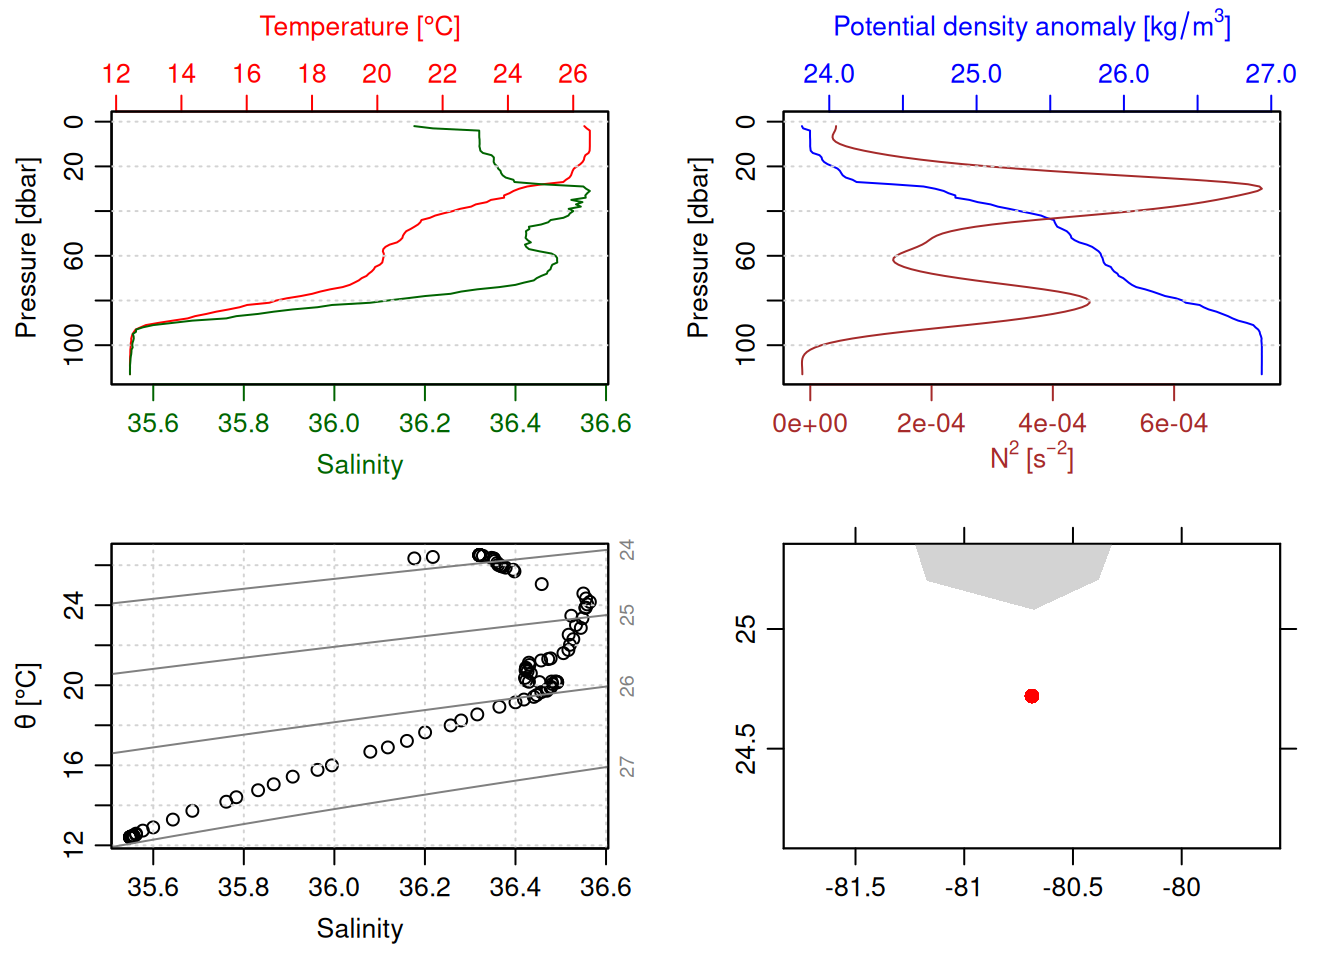 Temperature [°C]
12 14 16 18 20 22 24 26
Pressure [dbar]
0 20 60 100
35.6 35.8 36.0 36.2 36.4 36.6
Salinity
Potential density anomaly [kg/m³]
24.0 25.0 26.0 27.0
Pressure [dbar]
0 20 60 100
0e+00 2e-04 4e-04 6e-04
N² [s⁻²]
θ [°C]
12 16 20 24
24
25
26
27
35.6 35.8 36.0 36.2 36.4 36.6
Salinity
24.5 25
-81.5 -81 -80.5 -80